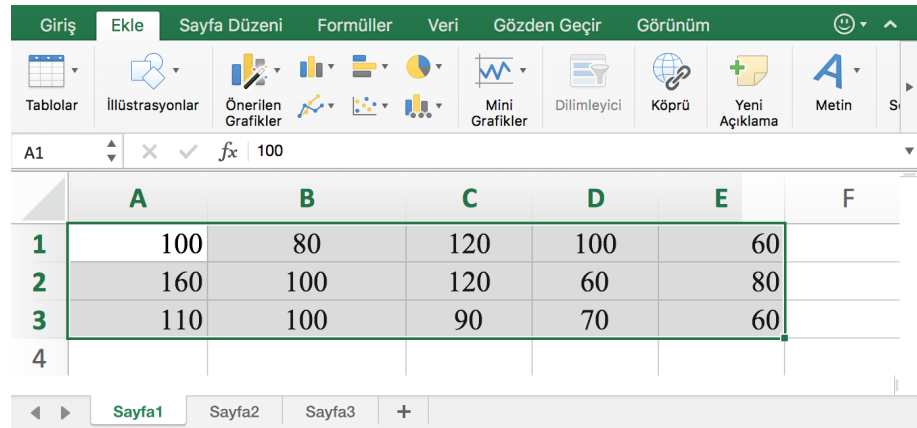 Giriş Ekle Sayfa Düzeni Formüller Veri Gözden Geçir Görünüm
Tablolar İllüstrasyonlar Önerilen Grafikler Mini Grafikler Dilimleyici Köprü Yeni Açıklama Metin
A1 fx 100
A B C D E F
1 100 80 120 100 60
2 160 100 120 60 80
3 110 100 90 70 60
4
Sayfa1 Sayfa2 Sayfa3 +